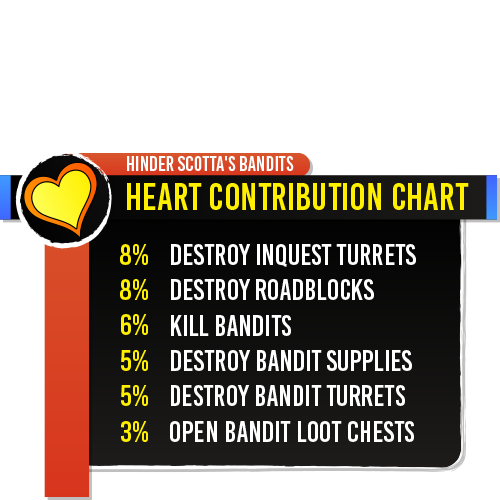 HINDER SCOTTA'S BANDITS
HEART CONTRIBUTION CHART
8% DESTROY INQUEST TURRETS
8% DESTROY ROADBLOCKS
6% KILL BANDITS
5% DESTROY BANDIT SUPPLIES
5% DESTROY BANDIT TURRETS
3% OPEN BANDIT LOOT CHESTS